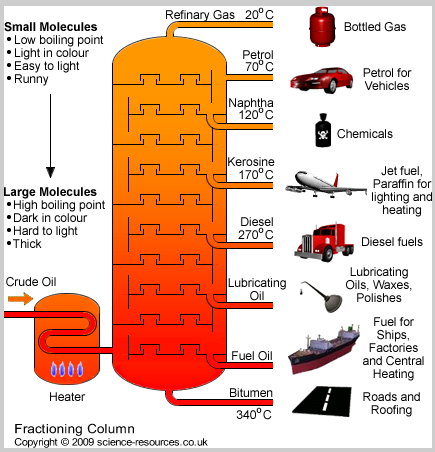 Refinary Gas 20°C
Bottled Gas
Small Molecules
• Low boiling point
• Light in colour
• Easy to light
• Runny
Petrol
70°C
Petrol for
Vehicles
Naphtha
120°C
Chemicals
Kerosine
170°C
Jet fuel,
Paraffin for
lighting and
heating
Large Molecules
• High boiling point
• Dark in colour
• Hard to light
• Thick
Diesel
270°C
Diesel fuels
Crude Oil
Lubricating
Oil
Lubricating
Oils, Waxes,
Polishes
Fuel Oil
Fuel for
Ships,
Factories
and Central
Heating
Heater
Bitumen
340°C
Roads and
Roofing
Fractioning Column
Copyright © 2009 science-resources.co.uk